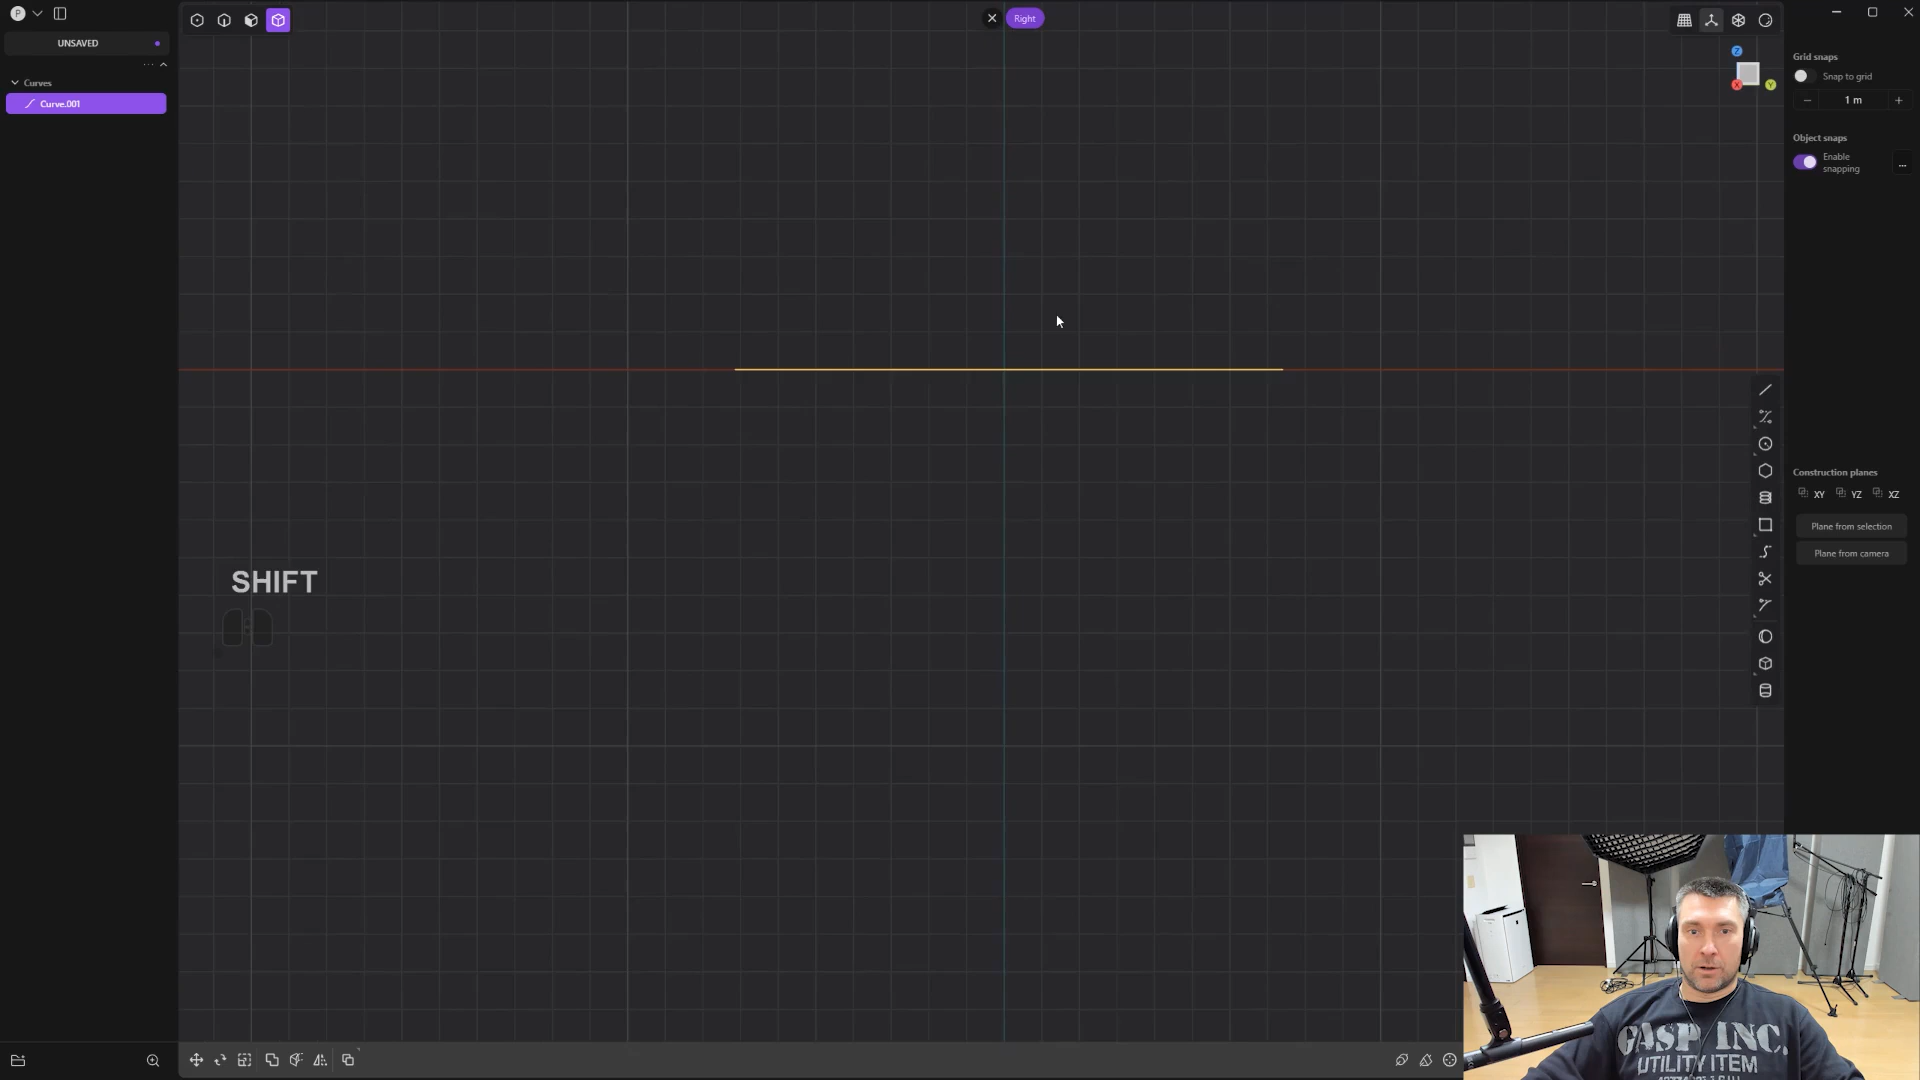 P
UNSAVED
...
Curves
Curve.001
Right
Z
X
Y
Grid snaps
Snap to grid
1 m
Object snaps
Enable
snapping
...
Construction planes
XY
YZ
XZ
Plane from selection
Plane from camera
SHIFT
GASP INC.
UTILITY ITEM